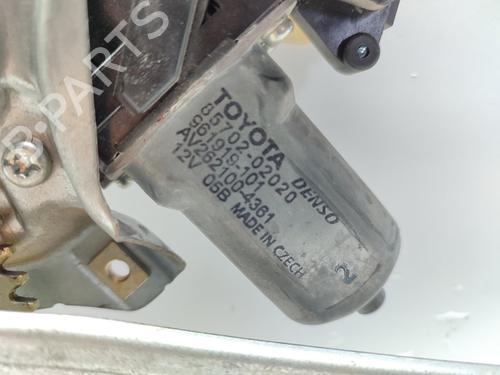 TOYOTA DENSO
85702-02020
961919-101
AV262100-4361
12V 05B MADE IN CZECH
2
PARTS